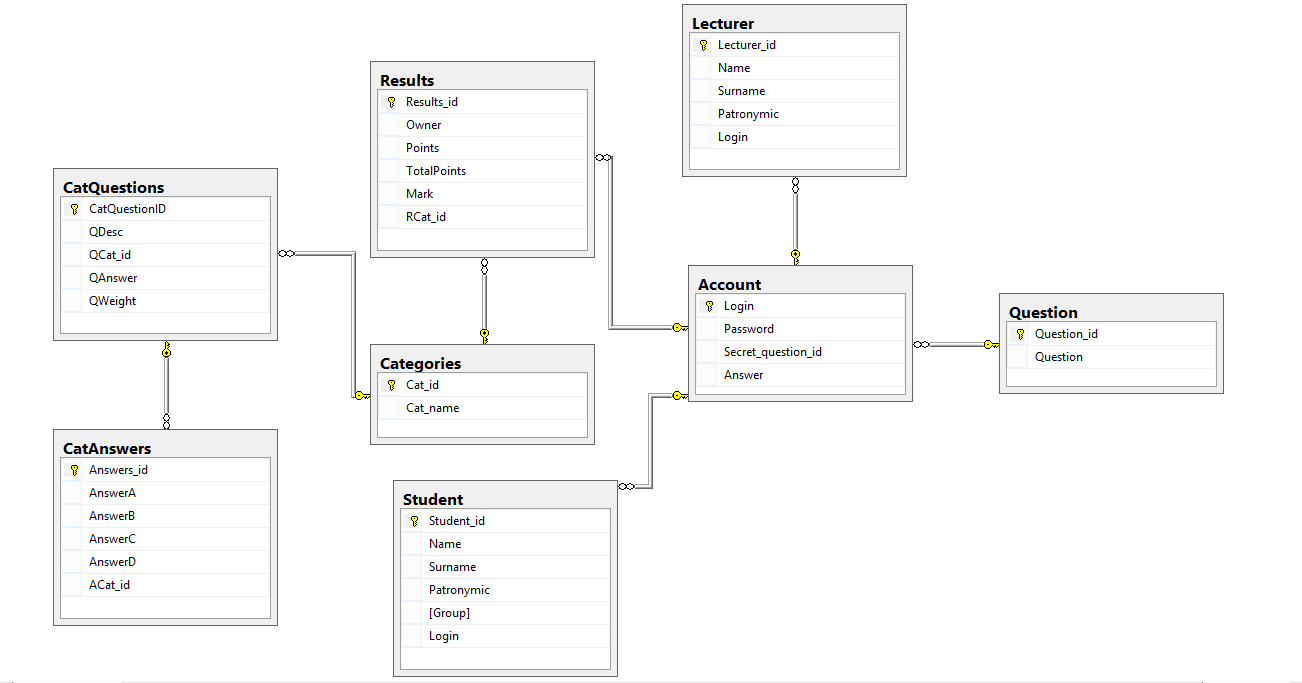 Lecturer
Lecturer_id
Name
Surname
Patronymic
Login
Results
Results_id
Owner
Points
TotalPoints
Mark
RCat_id
CatQuestions
CatQuestionID
QDesc
QCat_id
QAnswer
QWeight
Account
Login
Password
Secret_question_id
Answer
Question
Question_id
Question
Categories
Cat_id
Cat_name
CatAnswers
Answers_id
AnswerA
AnswerB
AnswerC
AnswerD
ACat_id
Student
Student_id
Name
Surname
Patronymic
[Group]
Login